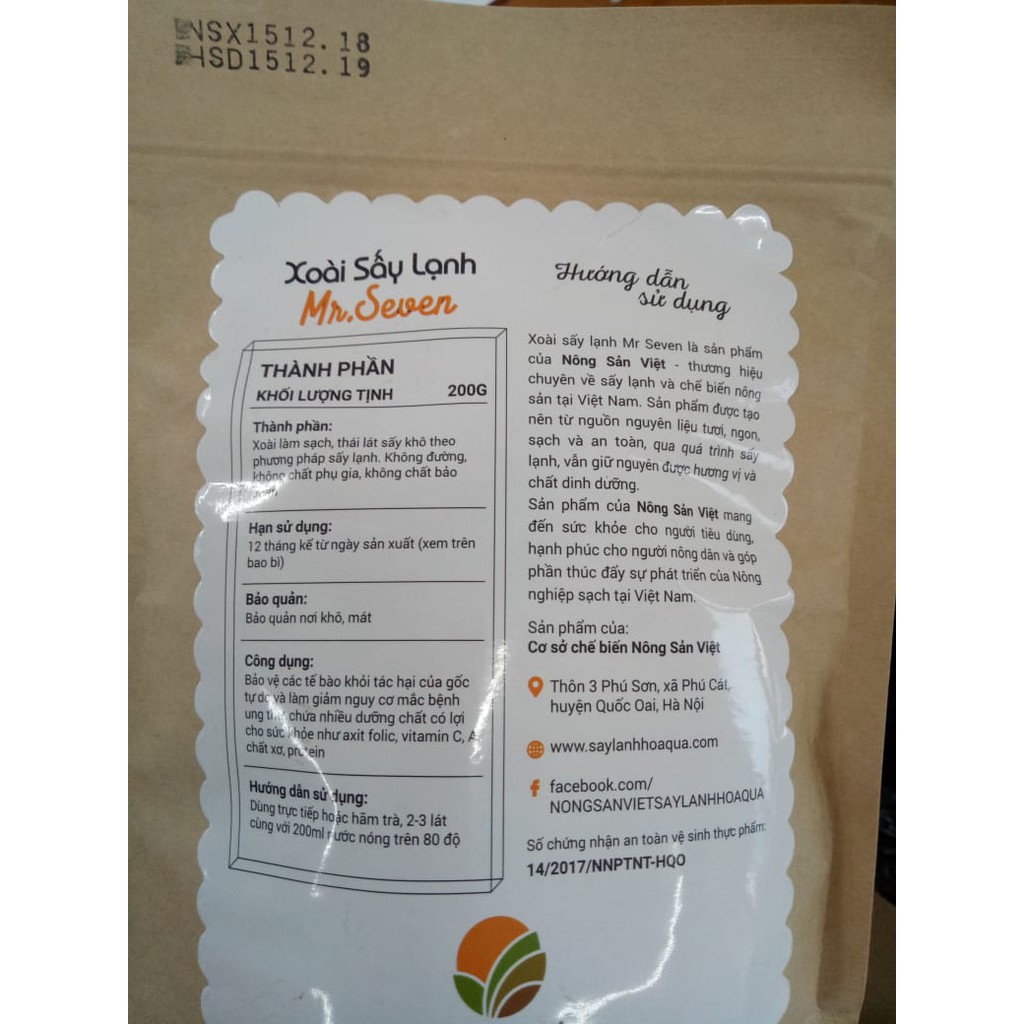 NSX1512.18
HSD1512.19
Xoài Sấy Lạnh
Mr.Seven
THÀNH PHẦN
KHỐI LƯỢNG TỊNH 200G
Thành phần:
Xoài làm sạch, thái lát sấy khô theo
phương pháp sấy lạnh. Không đường,
không chất phụ gia, không chất bảo
Hạn sử dụng:
12 tháng kể từ ngày sản xuất (xem trên
bao bì)
Bảo quản:
Bảo quản nơi khô, mát
Công dụng:
Bảo vệ các tế bào khỏi tác hại của gốc
tự do và làm giảm nguy cơ mắc bệnh
ung thư, chứa nhiều dưỡng chất có lợi
cho sức khỏe như axit folic, vitamin C, A,
chất xơ, protein
Hướng dẫn sử dụng:
Dùng trực tiếp hoặc hãm trà, 2-3 lát
cùng với 200ml nước nóng trên 80 độ
Hướng dẫn
sử dụng
Xoài sấy lạnh Mr Seven là sản phẩm
của Nông Sản Việt - thương hiệu
chuyên về sấy lạnh và chế biến nông
sản tại Việt Nam. Sản phẩm được tạo
nên từ nguồn nguyên liệu tươi, ngon,
sạch và an toàn, qua quá trình sấy
lạnh, vẫn giữ nguyên được hương vị và
chất dinh dưỡng.
Sản phẩm của Nông Sản Việt mang
đến sức khỏe cho người tiêu dùng,
hạnh phúc cho người nông dân và góp
phần thúc đẩy sự phát triển của Nông
nghiệp sạch tại Việt Nam.
Sản phẩm của:
Cơ sở chế biến Nông Sản Việt
Thôn 3 Phú Sơn, xã Phú Cát,
huyện Quốc Oai, Hà Nội
www.saylanhhoaqua.com
facebook.com/
NONGSANVIETSAYLANHHOAQUA
Số chứng nhận an toàn vệ sinh thực phẩm:
14/2017/NNPTNT-HQO